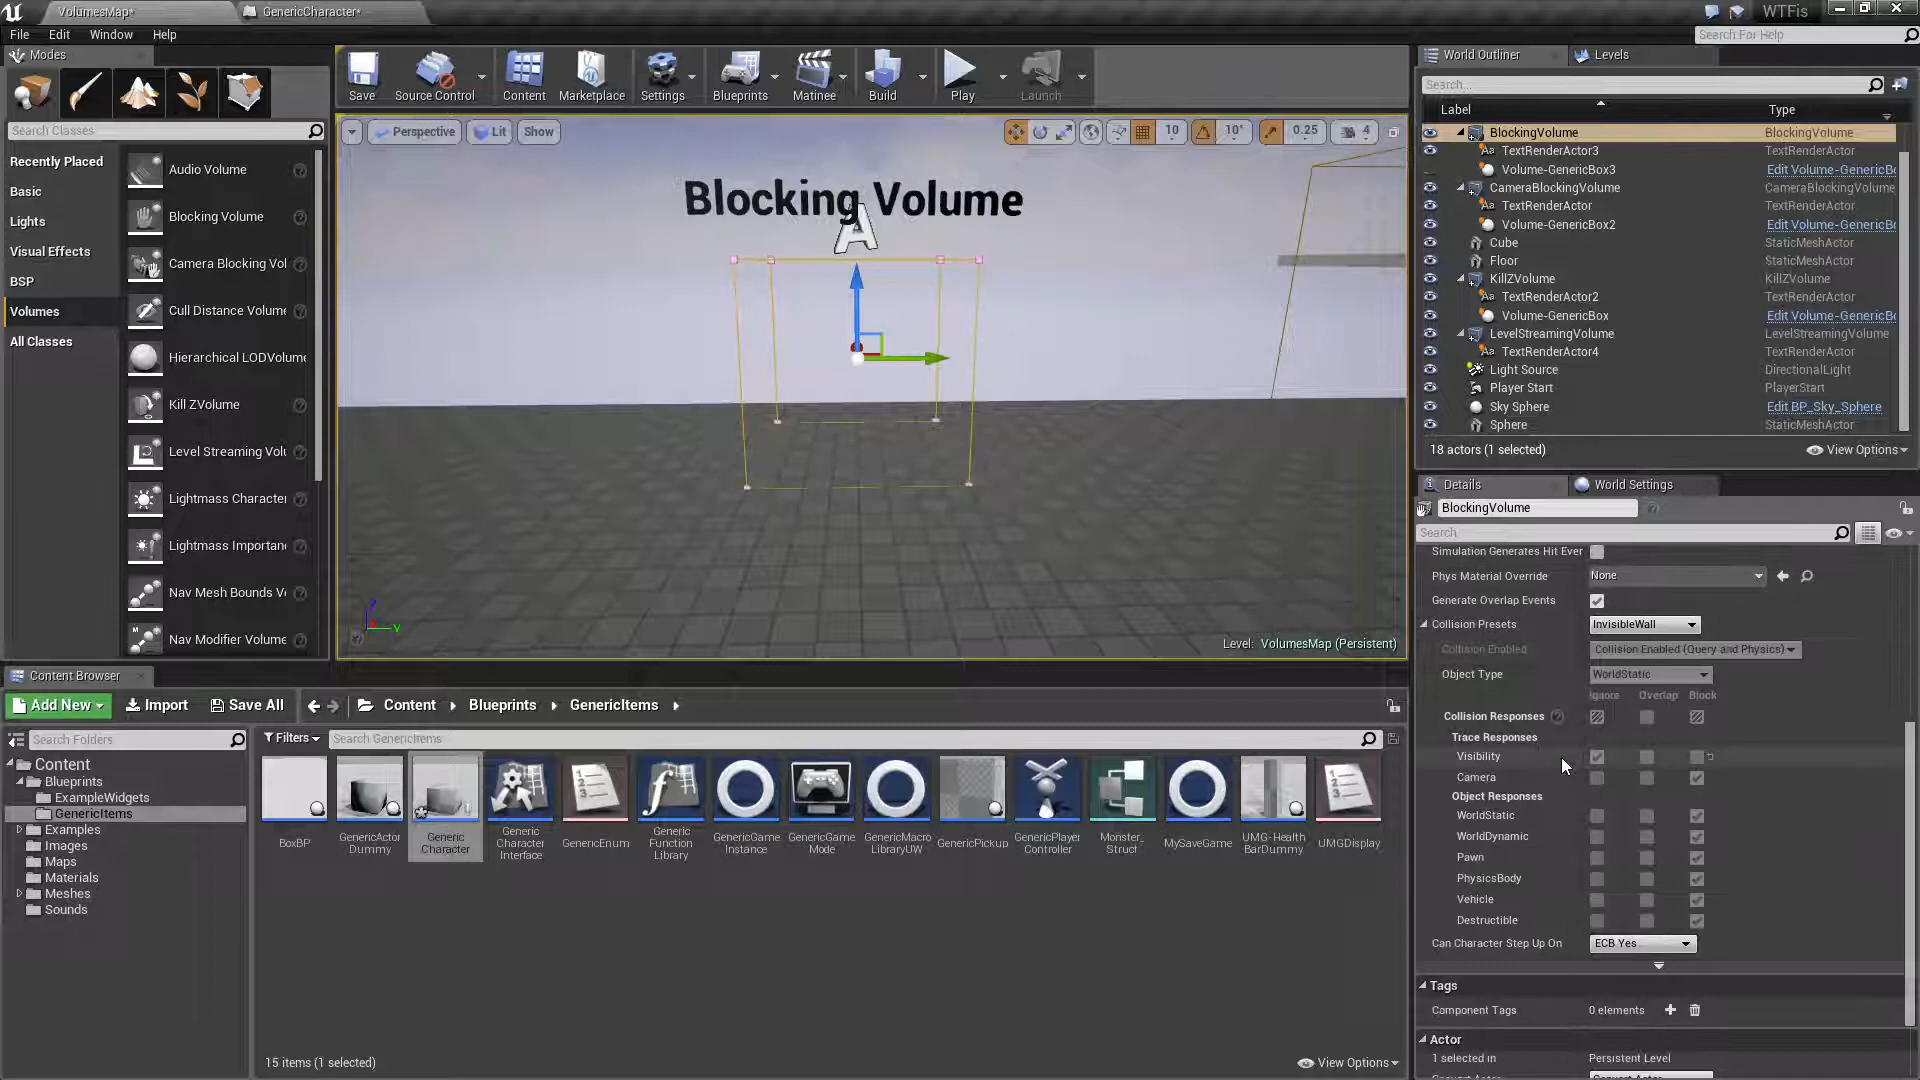 VolumesMap*
GenericCharacter*
WTFis
File
Edit
Window
Help
Search For Help
Modes
Search Classes
Recently Placed
Basic
Lights
Visual Effects
BSP
Volumes
All Classes
Audio Volume
Blocking Volume
Camera Blocking Vol
Cull Distance Volume
Hierarchical LODVolume
Kill ZVolume
Level Streaming Volu
Lightmass Character
Lightmass Importan
Nav Mesh Bounds Vo
Nav Modifier Volume
Save
Source Control
Content
Marketplace
Settings
Blueprints
Matinee
Build
Play
Launch
Perspective
Lit
Show
10
10°
0.25
4
Blocking Volume
A
Level: VolumesMap (Persistent)
World Outliner
Levels
Search...
Label
Type
BlockingVolume BlockingVolume
TextRenderActor3 TextRenderActor
Volume-GenericBox3 Edit Volume-GenericBo
CameraBlockingVolume CameraBlockingVolume
TextRenderActor TextRenderActor
Volume-GenericBox2 Edit Volume-GenericBo
Cube StaticMeshActor
Floor StaticMeshActor
KillZVolume KillZVolume
TextRenderActor2 TextRenderActor
Volume-GenericBox Edit Volume-GenericBo
LevelStreamingVolume LevelStreamingVolume
TextRenderActor4 TextRenderActor
Light Source DirectionalLight
Player Start PlayerStart
Sky Sphere Edit BP_Sky_Sphere
Sphere StaticMeshActor
18 actors (1 selected)
View Options
Details
World Settings
BlockingVolume
Search
Simulation Generates Hit Ever
Phys Material Override None
Generate Overlap Events
Collision Presets InvisibleWall
Collision Enabled Collision Enabled (Query and Physics)
Object Type WorldStatic
Ignore Overlap Block
Collision Responses
Trace Responses
Visibility
Camera
Object Responses
WorldStatic
WorldDynamic
Pawn
PhysicsBody
Vehicle
Destructible
Can Character Step Up On ECB Yes
Tags
Component Tags 0 elements
Actor
1 selected in Persistent Level
Content Browser
Add New
Import
Save All
Content
Blueprints
GenericItems
Search Folders
Filters
Search GenericItems
Content
Blueprints
ExampleWidgets
GenericItems
Examples
Images
Maps
Materials
Meshes
Sounds
BoxBP
GenericActor
Dummy
Generic
Character
Generic
Character
Interface
GenericEnum
Generic
Function
Library
GenericGame
Instance
GenericGame
Mode
GenericMacro
LibraryUW
GenericPickup
GenericPlayer
Controller
Monster_
Struct
MySaveGame
UMG-Health
BarDummy
UMGDisplay
15 items (1 selected)
View Options